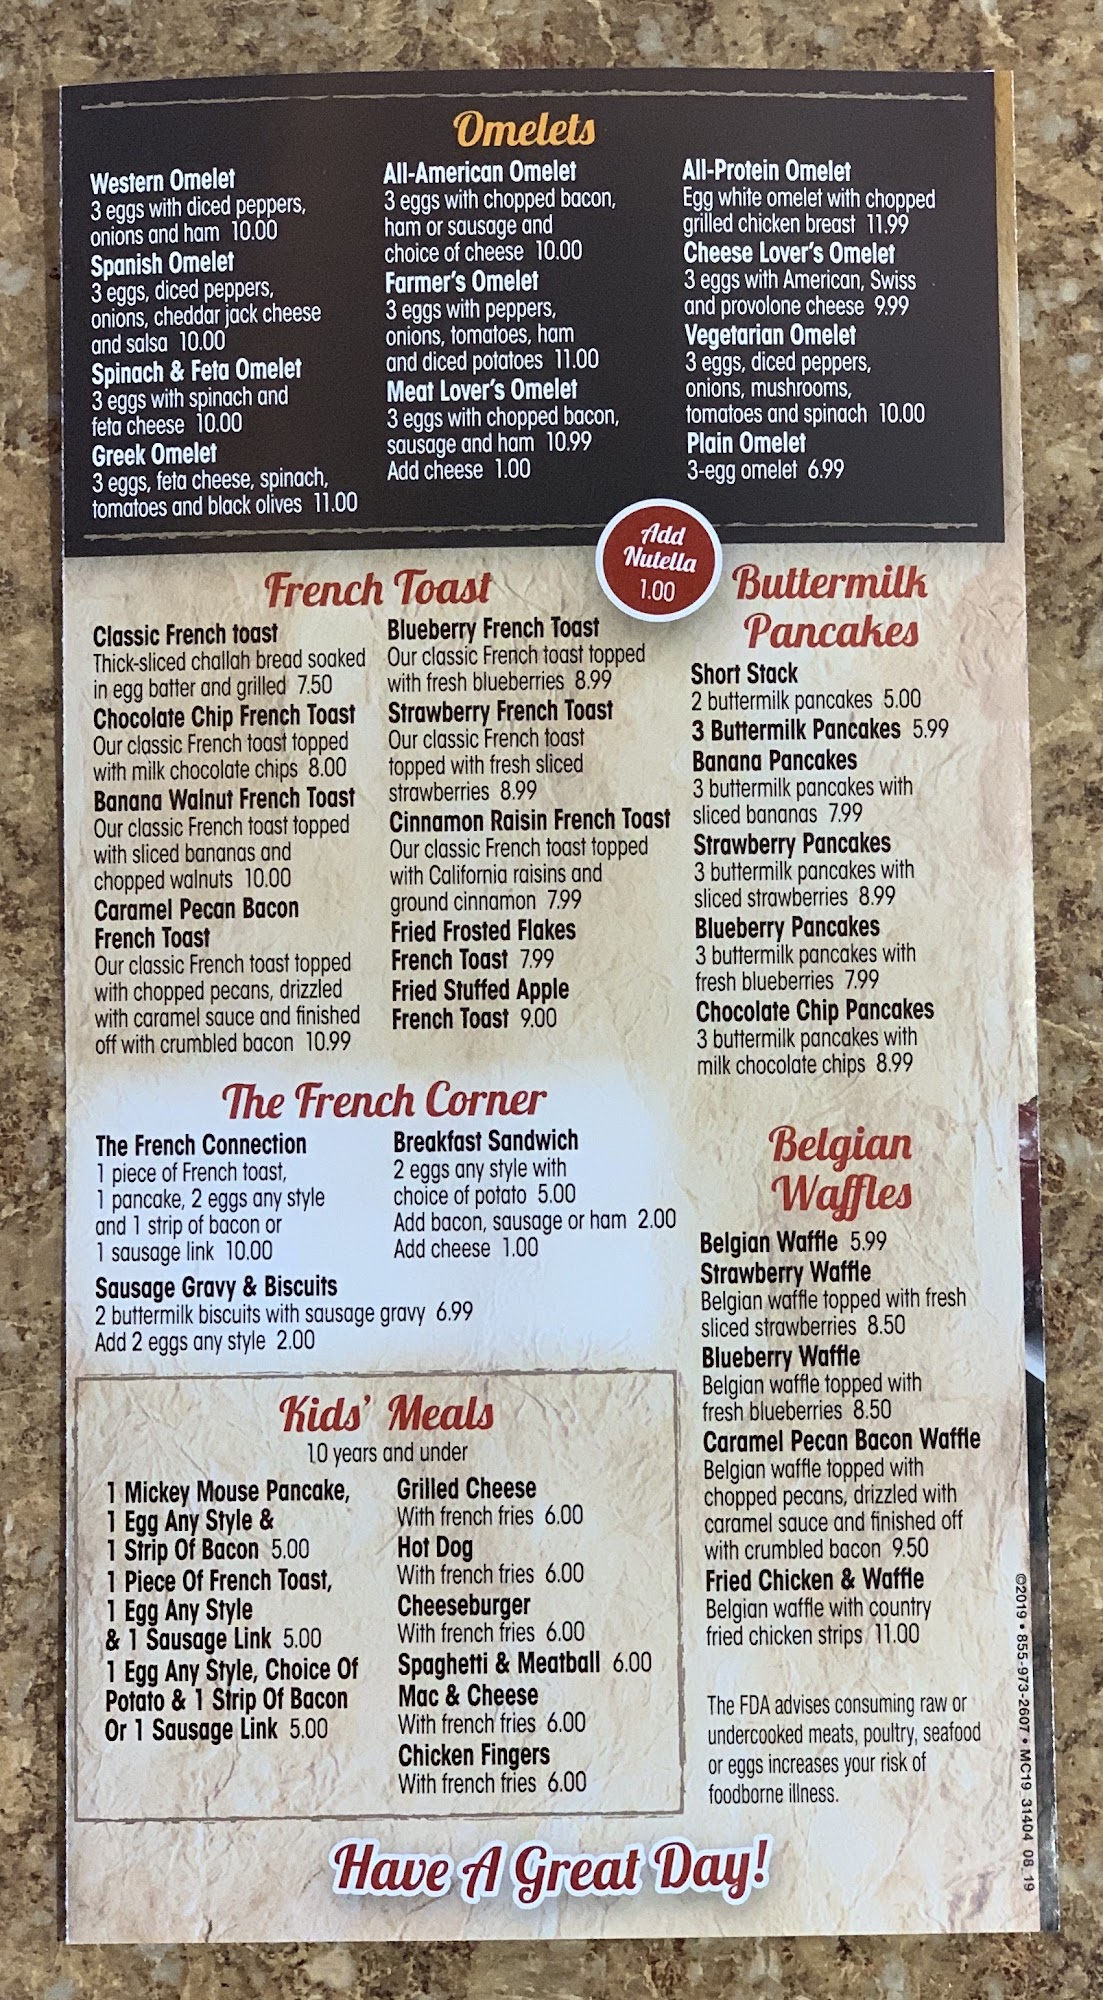 Omelets
Western Omelet
3 eggs with diced peppers,
onions and ham 10.00
Spanish Omelet
3 eggs, diced peppers,
onions, cheddar jack cheese
and salsa 10.00
Spinach & Feta Omelet
3 eggs with spinach and
feta cheese 10.00
Greek Omelet
3 eggs, feta cheese, spinach,
tomatoes and black olives 11.00
All-American Omelet
3 eggs with chopped bacon,
ham or sausage and
choice of cheese 10.00
Farmer's Omelet
3 eggs with peppers,
onions, tomatoes, ham
and diced potatoes 11.00
Meat Lover's Omelet
3 eggs with chopped bacon,
sausage and ham 10.99
Add cheese 1.00
All-Protein Omelet
Egg white omelet with chopped
grilled chicken breast 11.99
Cheese Lover's Omelet
3 eggs with American, Swiss
and provolone cheese 9.99
Vegetarian Omelet
3 eggs, diced peppers,
onions, mushrooms,
tomatoes and spinach 10.00
Plain Omelet
3-egg omelet 6.99
Add
Nutella
1.00
French Toast
Classic French toast
Thick-sliced challah bread soaked
in egg batter and grilled 7.50
Chocolate Chip French Toast
Our classic French toast topped
with milk chocolate chips 8.00
Banana Walnut French Toast
Our classic French toast topped
with sliced bananas and
chopped walnuts 10.00
Caramel Pecan Bacon
French Toast
Our classic French toast topped
with chopped pecans, drizzled
with caramel sauce and finished
off with crumbled bacon 10.99
Blueberry French Toast
Our classic French toast topped
with fresh blueberries 8.99
Strawberry French Toast
Our classic French toast
topped with fresh sliced
strawberries 8.99
Cinnamon Raisin French Toast
Our classic French toast topped
with California raisins and
ground cinnamon 7.99
Fried Frosted Flakes
French Toast 7.99
Fried Stuffed Apple
French Toast 9.00
Buttermilk
Pancakes
Short Stack
2 buttermilk pancakes 5.00
3 Buttermilk Pancakes 5.99
Banana Pancakes
3 buttermilk pancakes with
sliced bananas 7.99
Strawberry Pancakes
3 buttermilk pancakes with
sliced strawberries 8.99
Blueberry Pancakes
3 buttermilk pancakes with
fresh blueberries 7.99
Chocolate Chip Pancakes
3 buttermilk pancakes with
milk chocolate chips 8.99
The French Corner
The French Connection
1 piece of French toast,
1 pancake, 2 eggs any style
and 1 strip of bacon or
1 sausage link 10.00
Breakfast Sandwich
2 eggs any style with
choice of potato 5.00
Add bacon, sausage or ham 2.00
Add cheese 1.00
Sausage Gravy & Biscuits
2 buttermilk biscuits with sausage gravy 6.99
Add 2 eggs any style 2.00
Belgian
Waffles
Belgian Waffle 5.99
Strawberry Waffle
Belgian waffle topped with fresh
sliced strawberries 8.50
Blueberry Waffle
Belgian waffle topped with
fresh blueberries 8.50
Caramel Pecan Bacon Waffle
Belgian waffle topped with
chopped pecans, drizzled with
caramel sauce and finished off
with crumbled bacon 9.50
Fried Chicken & Waffle
Belgian waffle with country
fried chicken strips 11.00
Kids' Meals
10 years and under
1 Mickey Mouse Pancake,
1 Egg Any Style &
1 Strip Of Bacon 5.00
1 Piece Of French Toast,
1 Egg Any Style
& 1 Sausage Link 5.00
1 Egg Any Style, Choice Of
Potato & 1 Strip Of Bacon
Or 1 Sausage Link 5.00
Grilled Cheese
With french fries 6.00
Hot Dog
With french fries 6.00
Cheeseburger
With french fries 6.00
Spaghetti & Meatball 6.00
Mac & Cheese
With french fries 6.00
Chicken Fingers
With french fries 6.00
The FDA advises consuming raw or
undercooked meats, poultry, seafood
or eggs increases your risk of
foodborne illness.
©2019 • 855-973-2607 • MC19_31404 08_19
Have A Great Day!